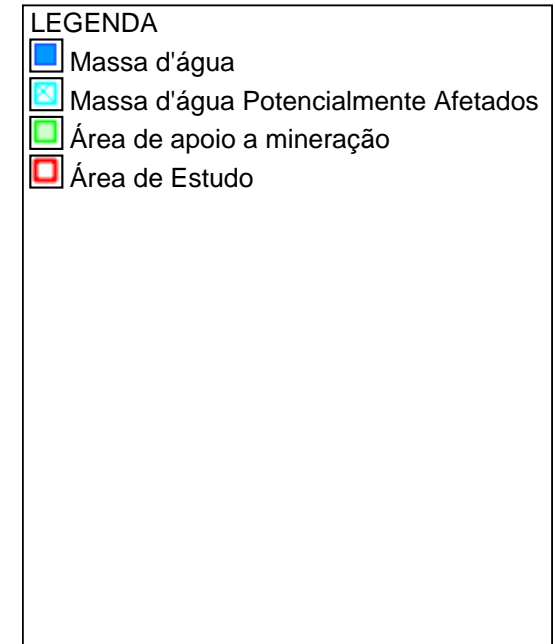 LEGENDA
Massa d'água
Massa d'água Potencialmente Afetados
Área de apoio a mineração
Área de Estudo